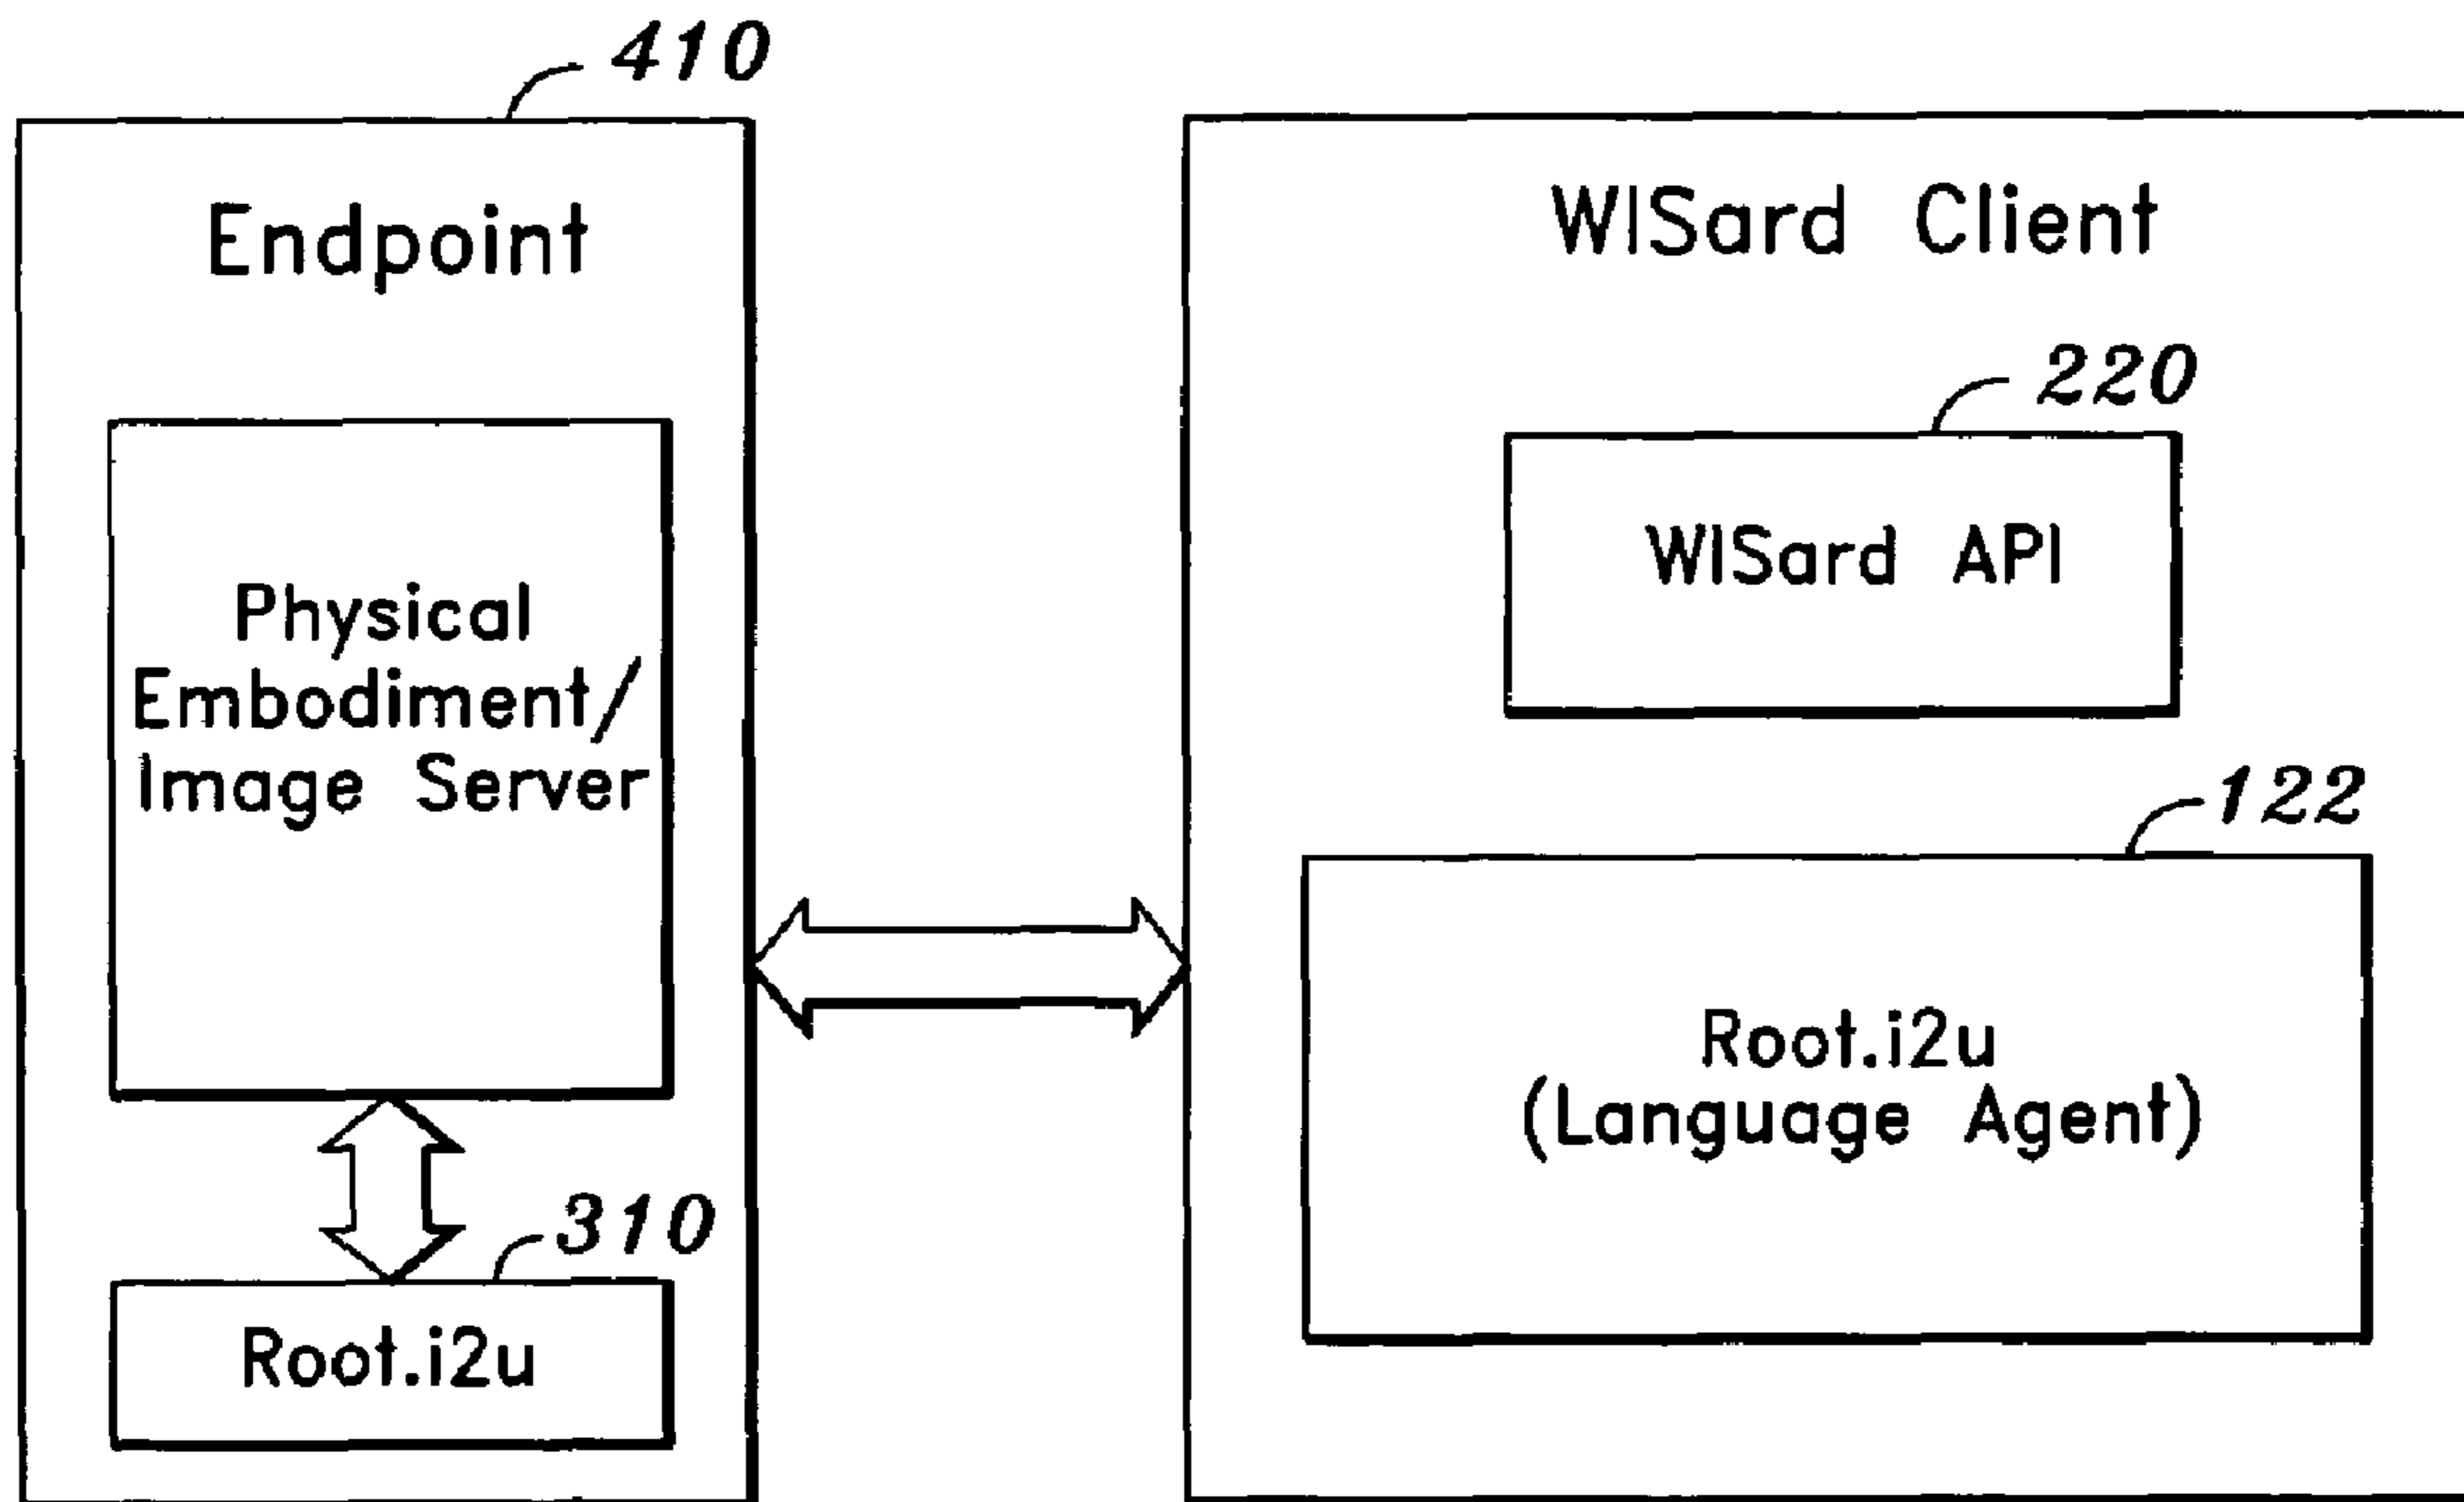 410
Endpoint
Physical
Embodiment/
Image Server
310
Root.i2u
WISard Client
220
WISard API
122
Root.i2u
(Language Agent)